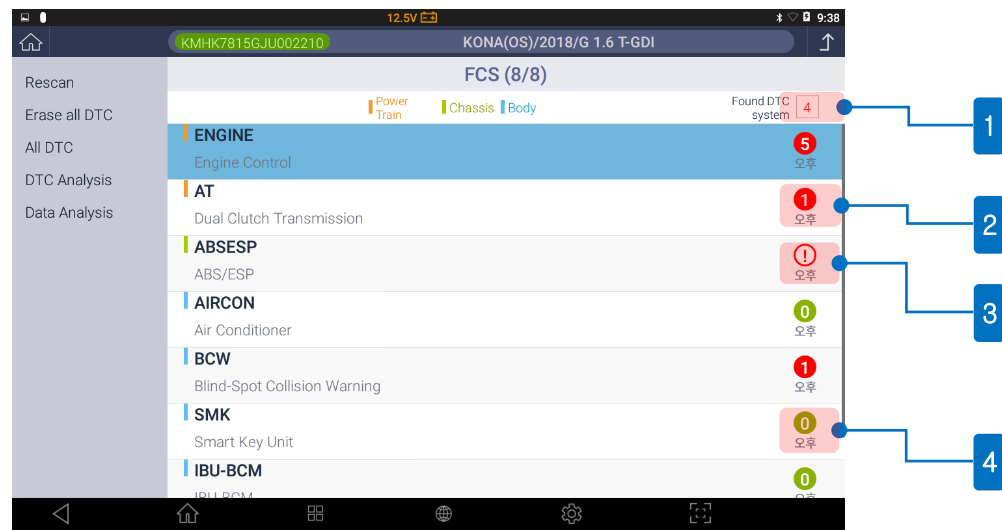 12.5V
9:38
KMHK7815GJU002210
KONA(OS)/2018/G 1.6 T-GDI
Rescan
Erase all DTC
All DTC
DTC Analysis
Data Analysis
FCS (8/8)
Power
Train
Chassis
Body
Found DTC
system
4
ENGINE
Engine Control
5
오후
AT
Dual Clutch Transmission
1
오후
ABSESP
ABS/ESP
!
오후
AIRCON
Air Conditioner
0
오후
BCW
Blind-Spot Collision Warning
1
오후
SMK
Smart Key Unit
0
오후
IBU-BCM
IBU-BCM
0
오후
1
2
3
4